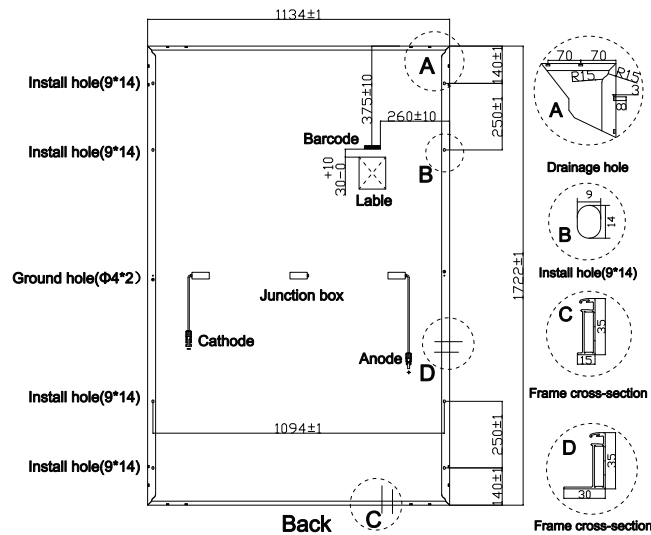 1134±1
A
140±1
250±1
375±10
260±10
Install hole(9*14)
Install hole(9*14)
Barcode
+10
30-0
Lable
B
Ground hole(Φ4*2)
Junction box
Cathode
Anode
D
1722±1
Install hole(9*14)
1094±1
250±1
Install hole(9*14)
140±1
C
Back
70
70
R15
R15
3
8
A
Drainage hole
9
14
B
Install hole(9*14)
C
35
15
Frame cross-section
D
35
30
Frame cross-section